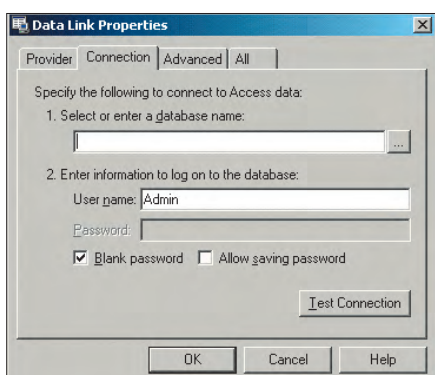 Data Link Properties
Provider Connection Advanced All
Specify the following to connect to Access data:
1. Select or enter a database name:
...
2. Enter information to log on to the database:
User name: Admin
Password:
Blank password Allow saving password
Test Connection
OK Cancel Help